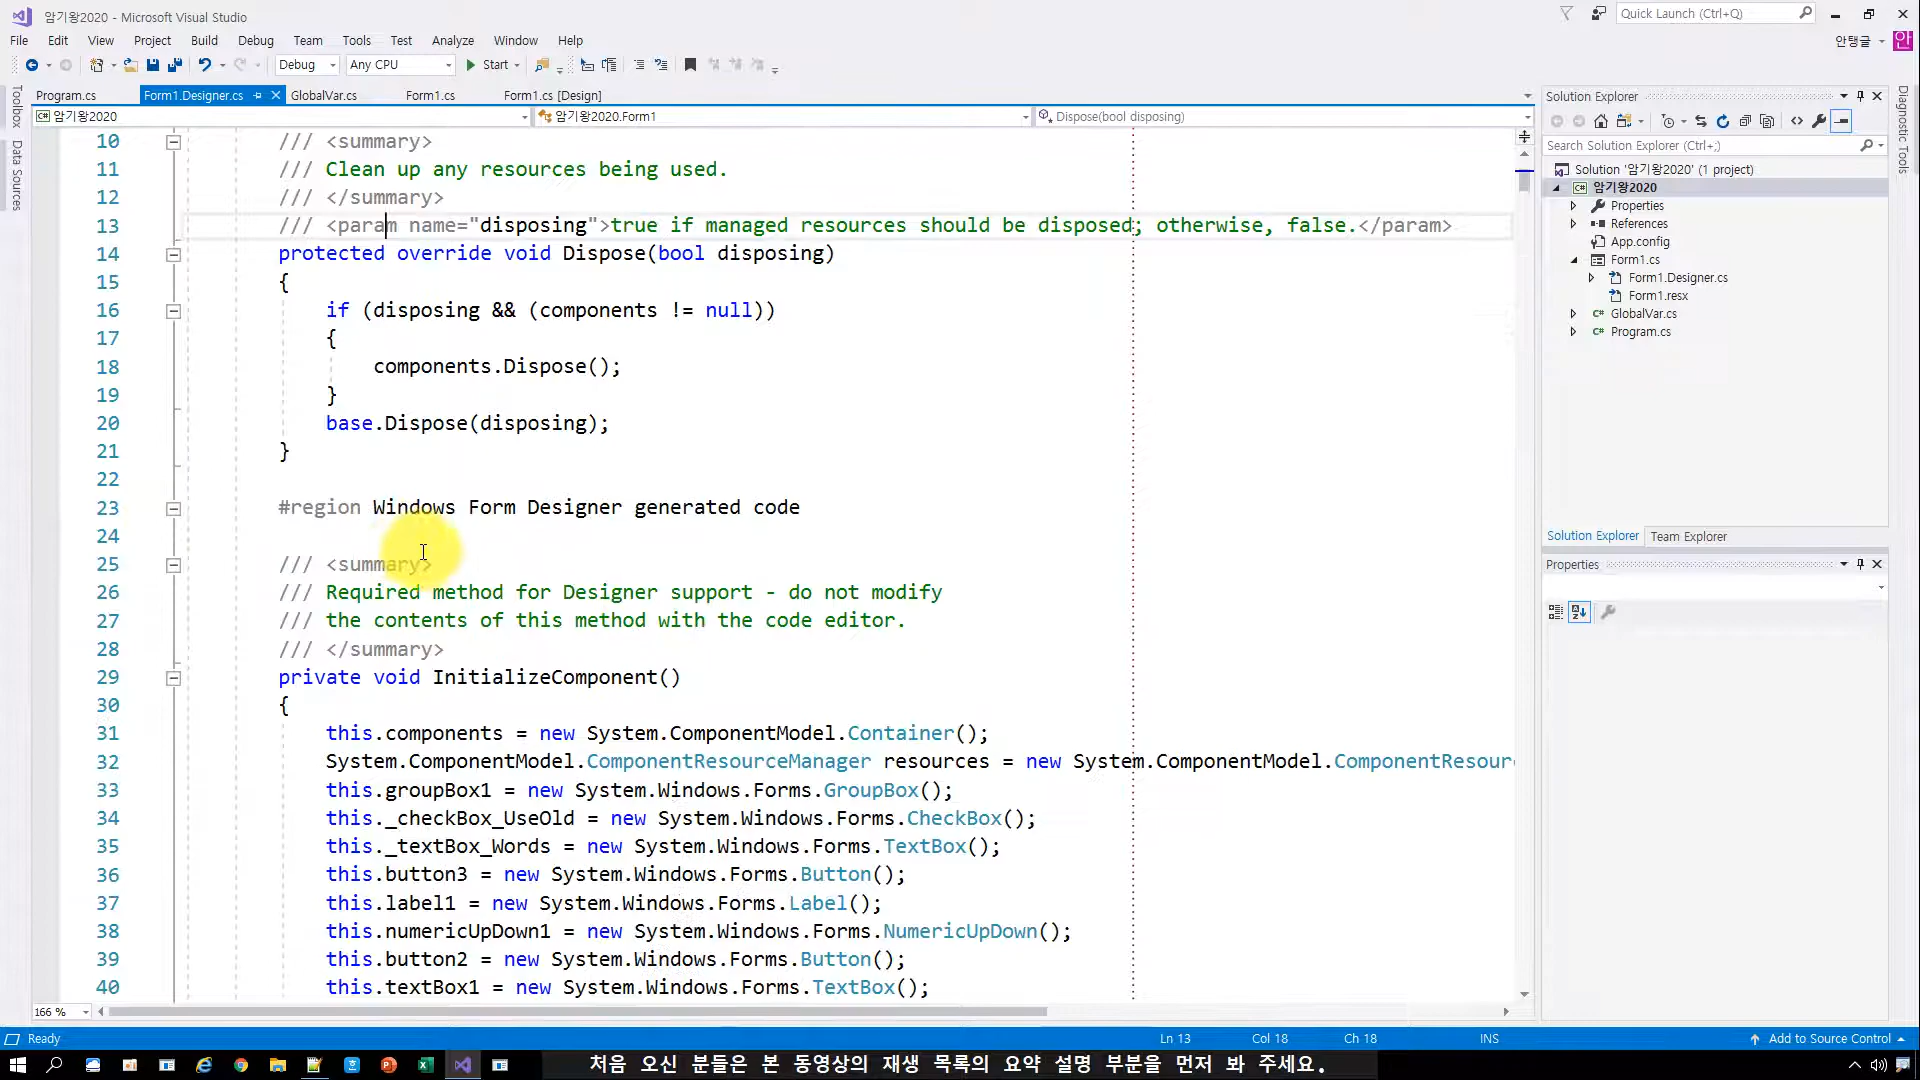 암기왕2020 - Microsoft Visual Studio
Quick Launch (Ctrl+Q)
File Edit View Project Build Debug Team Tools Test Analyze Window Help
안탱글 안
Debug Any CPU Start
Program.cs Form1.Designer.cs GlobalVar.cs Form1.cs Form1.cs [Design]
암기왕2020 암기왕2020.Form1 Dispose(bool disposing)
Toolbox
Data Sources
10 /// <summary>
11 /// Clean up any resources being used.
12 /// </summary>
13 /// <param name="disposing">true if managed resources should be disposed; otherwise, false.</param>
14 protected override void Dispose(bool disposing)
15 {
16 if (disposing && (components != null))
17 {
18 components.Dispose();
19 }
20 base.Dispose(disposing);
21 }
22
23 #region Windows Form Designer generated code
24
25 /// <summary>
26 /// Required method for Designer support - do not modify
27 /// the contents of this method with the code editor.
28 /// </summary>
29 private void InitializeComponent()
30 {
31 this.components = new System.ComponentModel.Container();
32 System.ComponentModel.ComponentResourceManager resources = new System.ComponentModel.ComponentResour
33 this.groupBox1 = new System.Windows.Forms.GroupBox();
34 this._checkBox_UseOld = new System.Windows.Forms.CheckBox();
35 this._textBox_Words = new System.Windows.Forms.TextBox();
36 this.button3 = new System.Windows.Forms.Button();
37 this.label1 = new System.Windows.Forms.Label();
38 this.numericUpDown1 = new System.Windows.Forms.NumericUpDown();
39 this.button2 = new System.Windows.Forms.Button();
40 this.textBox1 = new System.Windows.Forms.TextBox();
166 %
Solution Explorer
Search Solution Explorer (Ctrl+;)
Solution '암기왕2020' (1 project)
암기왕2020
Properties
References
App.config
Form1.cs
Form1.Designer.cs
Form1.resx
GlobalVar.cs
Program.cs
Solution Explorer Team Explorer
Properties
Diagnostic Tools
Ready Ln 13 Col 18 Ch 18 INS Add to Source Control
처음 오신 분들은 본 동영상의 재생 목록의 요약 설명 부분을 먼저 봐 주세요.